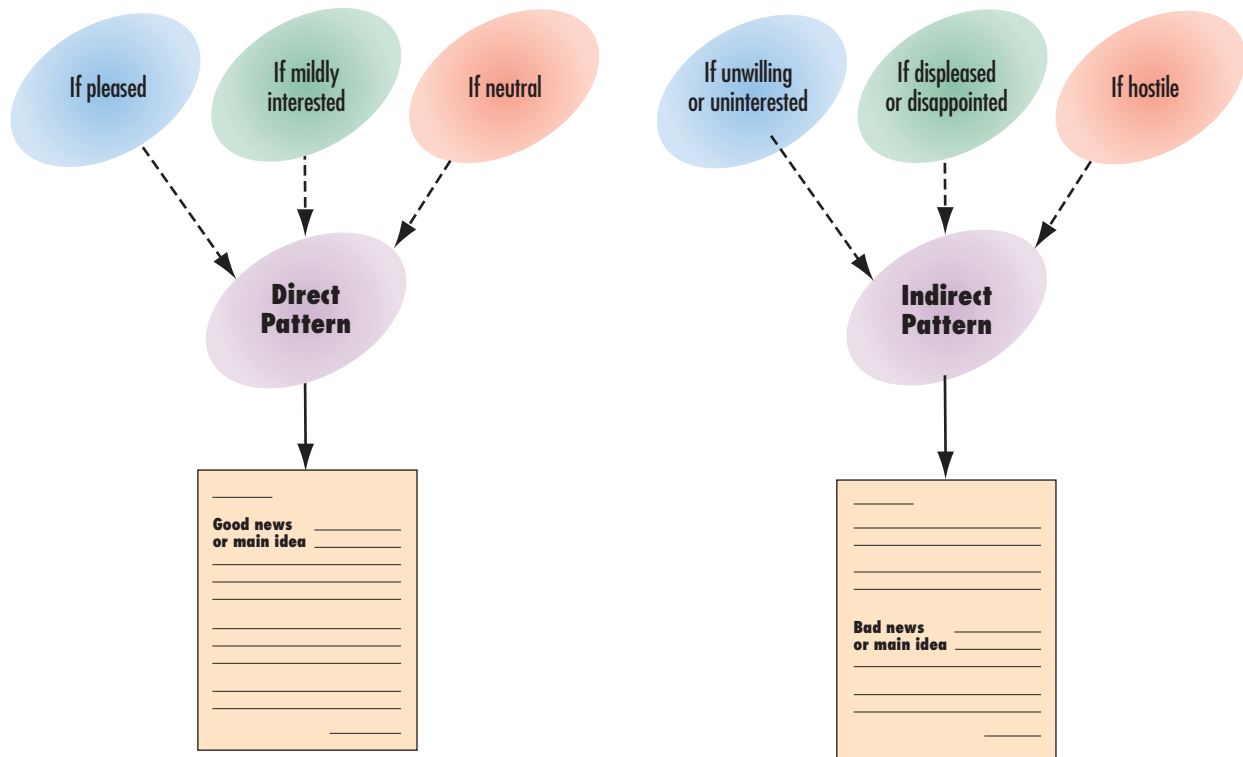 If pleased
If mildly
interested
If neutral
Direct
Pattern
Good news
or main idea
If unwilling
or uninterested
If displeased
or disappointed
If hostile
Indirect
Pattern
Bad news
or main idea